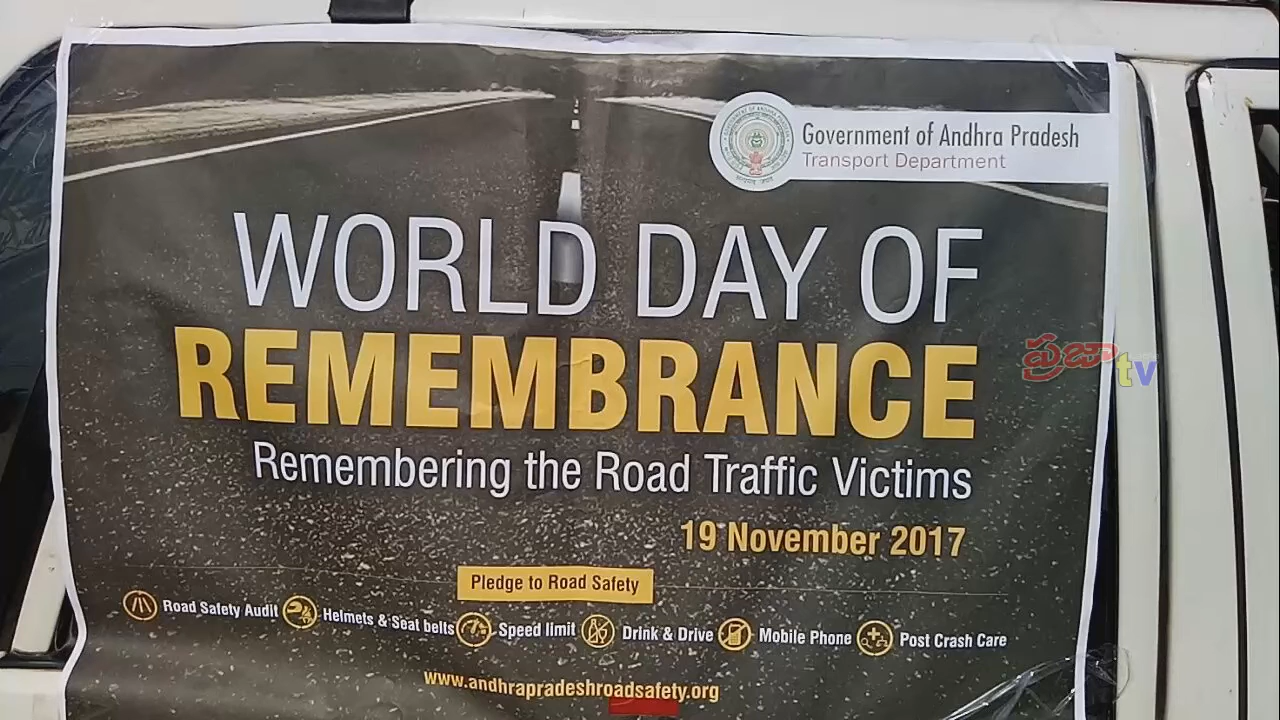 Government of Andhra Pradesh
Transport Department
WORLD DAY OF
REMEMBRANCE
ప్రజా tv
Remembering the Road Traffic Victims
19 November 2017
Pledge to Road Safety
Road Safety Audit Helmets & Seat belts Speed limit Drink & Drive Mobile Phone Post Crash Care
www.andhrapradeshroadsafety.org